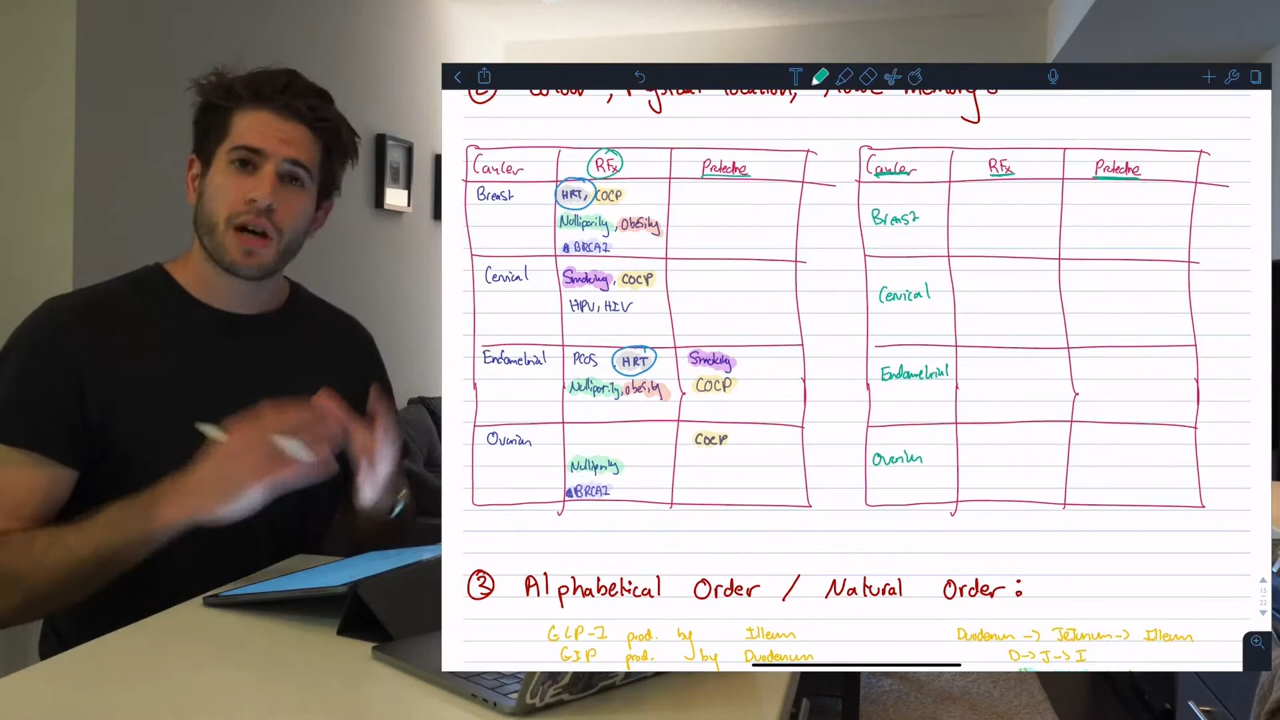 Cancer RFx Protective
Breast HRT, COCP
Nulliparity, obesity
BRCA1
Cervical Smoking, COCP
HPV, HIV
Endometrial PCOS HRT Smoking
Nulliparity, obesity COCP
Ovarian COCP
Nulliparity
BRCA1
Cancer RFx Protective
Breast
Cervical
Endometrial
Ovarian
③ Alphabetical Order / Natural Order:
GLP-1 prod. by Illeum
GIP prod. by Duodenum
Duodenum → JeJunum → Illeum
D → J → I